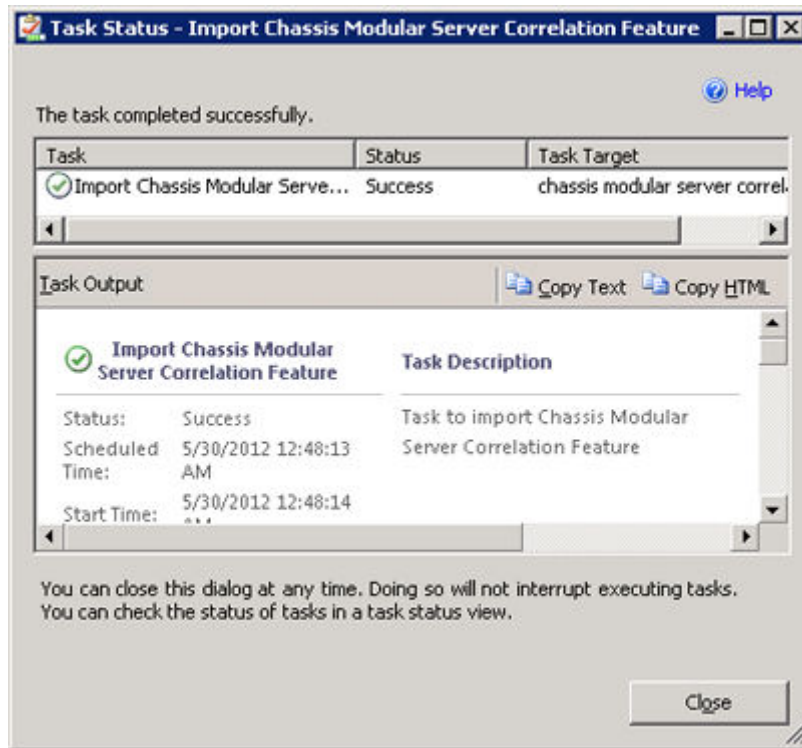 Task Status - Import Chassis Modular Server Correlation Feature
Help
The task completed successfully.
Task Status Task Target
Import Chassis Modular Serve... Success chassis modular server correl
Task Output Copy Text Copy HTML
Import Chassis Modular
Server Correlation Feature
Task Description
Status: Success
Scheduled Time: 5/30/2012 12:48:13 AM
Start Time: 5/30/2012 12:48:14
Task to import Chassis Modular
Server Correlation Feature
You can close this dialog at any time. Doing so will not interrupt executing tasks.
You can check the status of tasks in a task status view.
Close